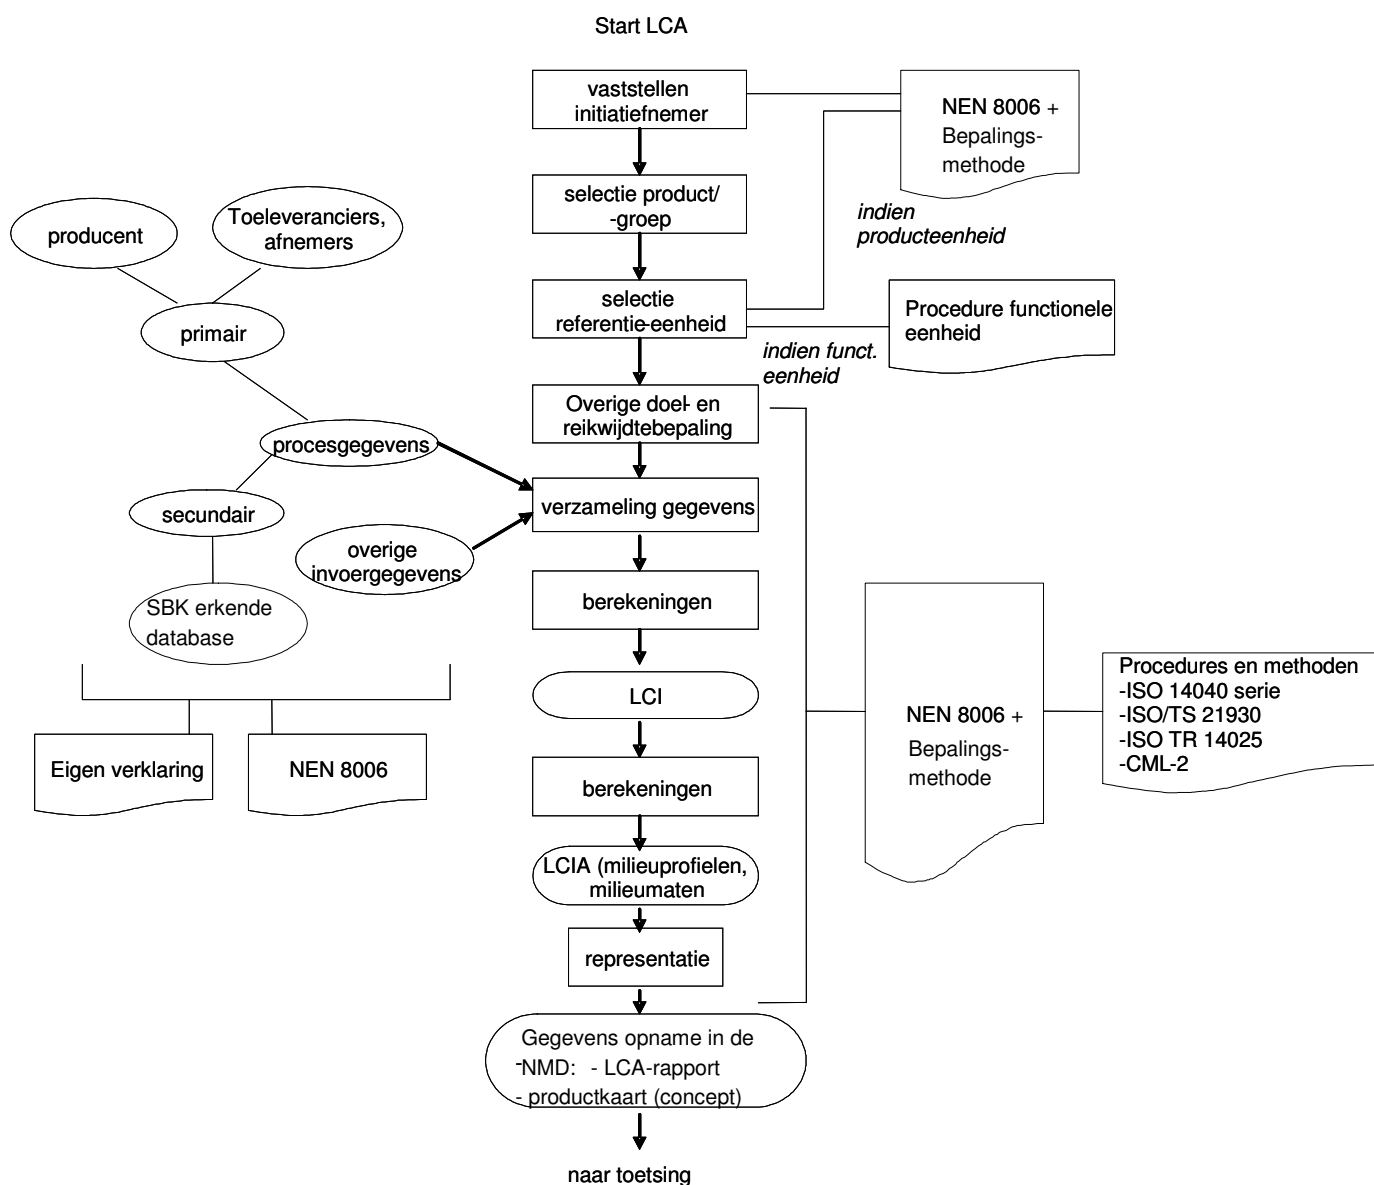 Start LCA
vaststellen
initiatiefnemer
NEN 8006 +
Bepalings-
methode
selectie product/
-groep
indien
producteenheid
producent
Toeleveranciers,
afnemers
primair
selectie
referentie-eenheid
Procedure functionele
eenheid
indien funct.
eenheid
Overige doel- en
reikwijdtebepaling
procesgegevens
verzameling gegevens
secundair
overige
invoergegevens
SBK erkende
database
berekeningen
LCI
Eigen verklaring
NEN 8006
berekeningen
NEN 8006 +
Bepalings-
methode
Procedures en methoden
-ISO 14040 serie
-ISO/TS 21930
-ISO TR 14025
-CML-2
LCIA (milieuprofielen,
milieumaten
representatie
Gegevens opname in de
-NMD: - LCA-rapport
- productkaart (concept)
naar toetsing